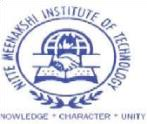 NITTE MEENAKSHI INSTITUTE OF TECHNOLOGY
NOWLEDGE * CHARACTER * UNITY